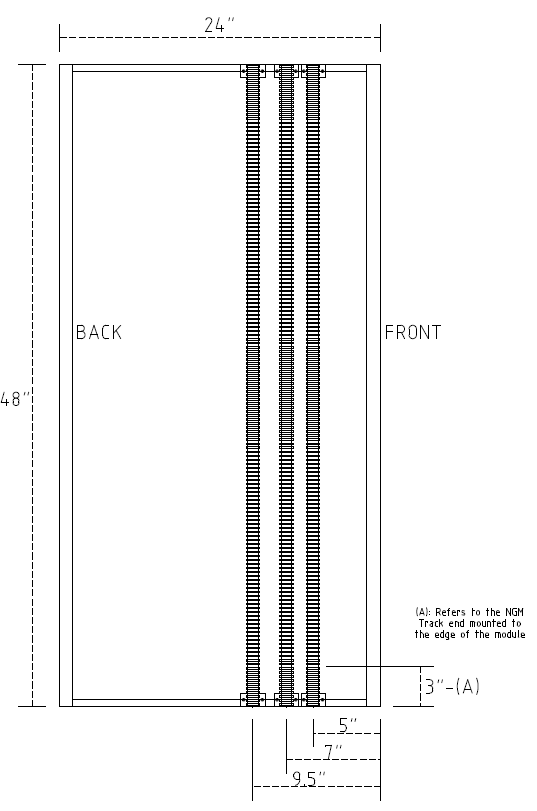 24"
BACK
FRONT
48"
(A): Refers to the NGM
Track end mounted to
the edge of the module
3"-(A)
5"
7"
9,5"